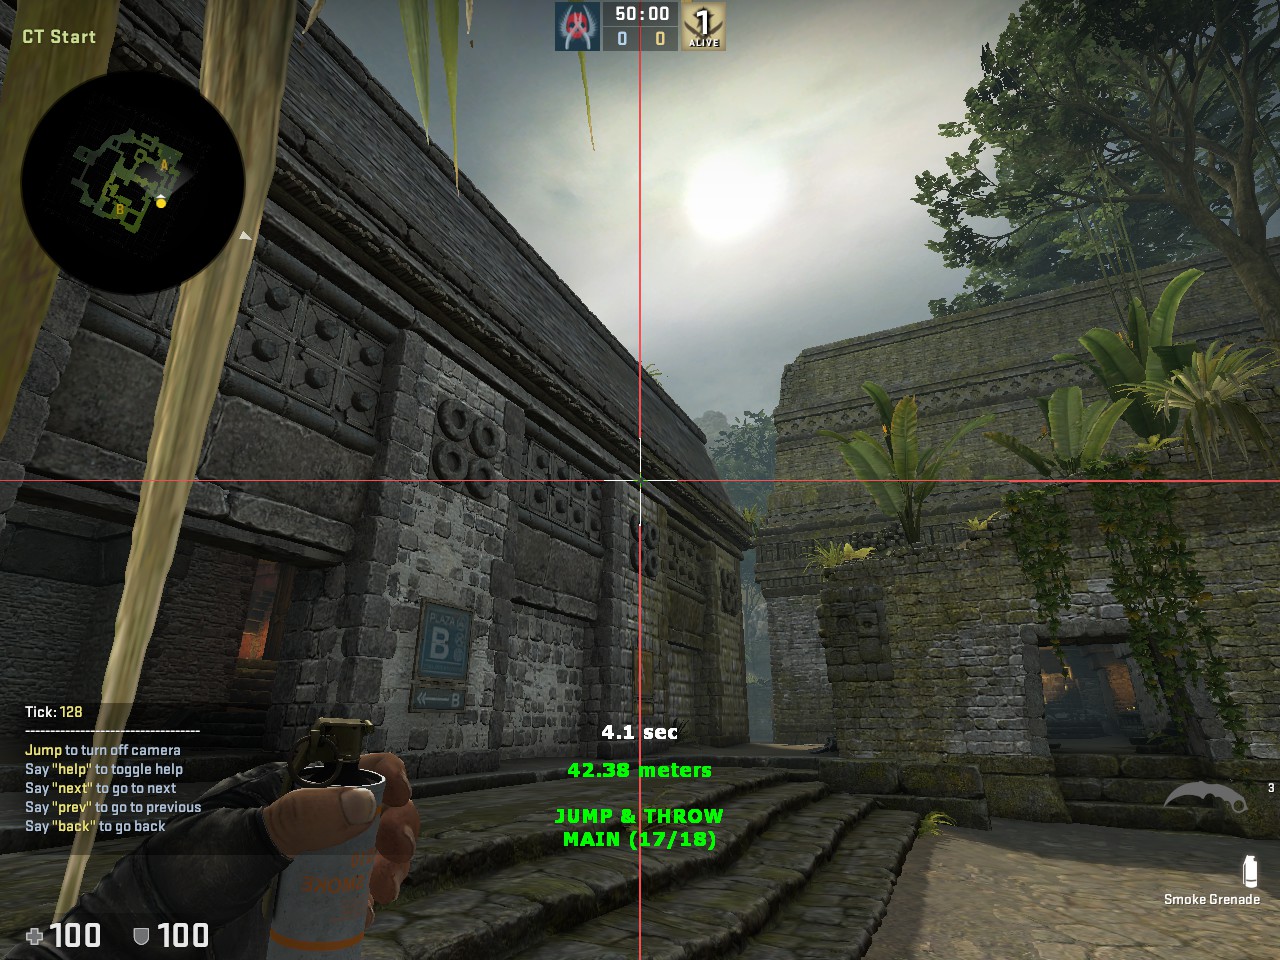 CT Start
50:00
0 0
1
ALIVE
A
B
PLAZA
B
B
Tick: 128
Jump to turn off camera
Say "help" to toggle help
Say "next" to go to next
Say "prev" to go to previous
Say "back" to go back
4.1 sec
42.38 meters
JUMP & THROW
MAIN (17/18)
3
Smoke Grenade
SMOKE
100
100